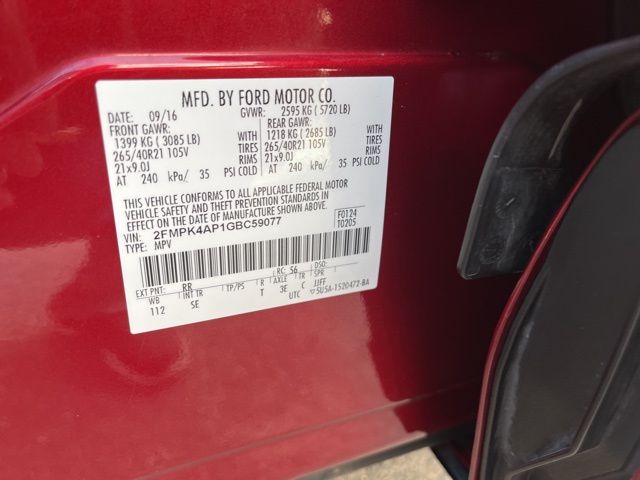 MFD. BY FORD MOTOR CO.
DATE: 09/16 GVWR: 2595 KG ( 5720 LB)
FRONT GAWR: REAR GAWR:
1399 KG ( 3085 LB) WITH 1218 KG ( 2685 LB) WITH
265/40R21 105V TIRES 265/40R21 105V TIRES
21x9.0J RIMS 21x9.0J RIMS
AT 240 kPa/ 35 PSI COLD AT 240 kPa/ 35 PSI COLD
THIS VEHICLE CONFORMS TO ALL APPLICABLE FEDERAL MOTOR
VEHICLE SAFETY AND THEFT PREVENTION STANDARDS IN
EFFECT ON THE DATE OF MANUFACTURE SHOWN ABOVE.
VIN: 2FMPK4AP1GBC59077 F0124
TYPE: MPV T0205
RC: 56 DSO:
EXT PNT: RR
WB INT TR TP/PS R AXLE TR SPR
112 SE T 3E C JJFF
UTC ▽5U5A-1520472-BA